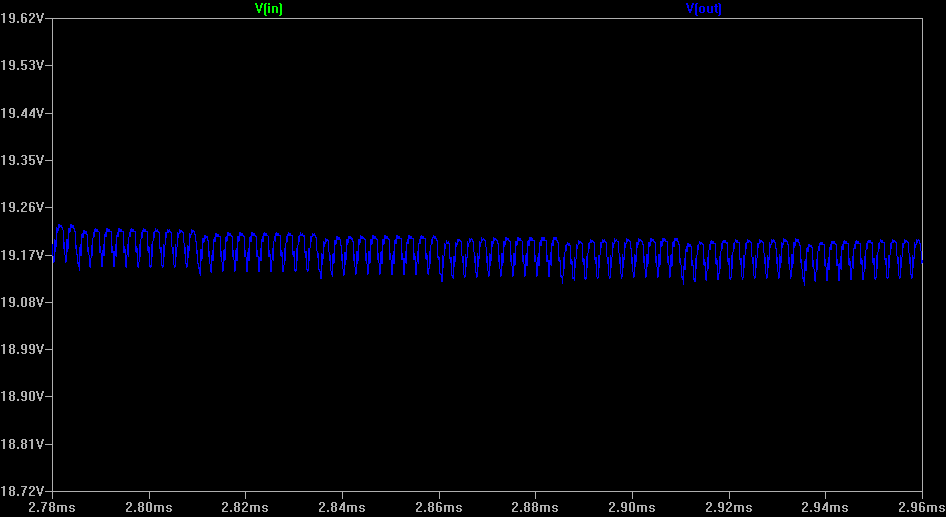 V(in) V(out)
19.62V
19.53V
19.44V
19.35V
19.26V
19.17V
19.08V
18.99V
18.90V
18.81V
18.72V
2.78ms 2.80ms 2.82ms 2.84ms 2.86ms 2.88ms 2.90ms 2.92ms 2.94ms 2.96ms